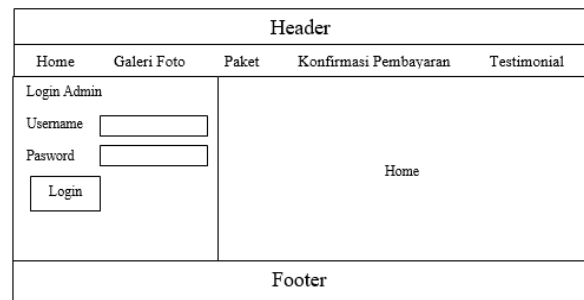 Header
Home Galeri Foto Paket Konfirmasi Pembayaran Testimonial
Login Admin
Username
Pasword
Login
Home
Footer